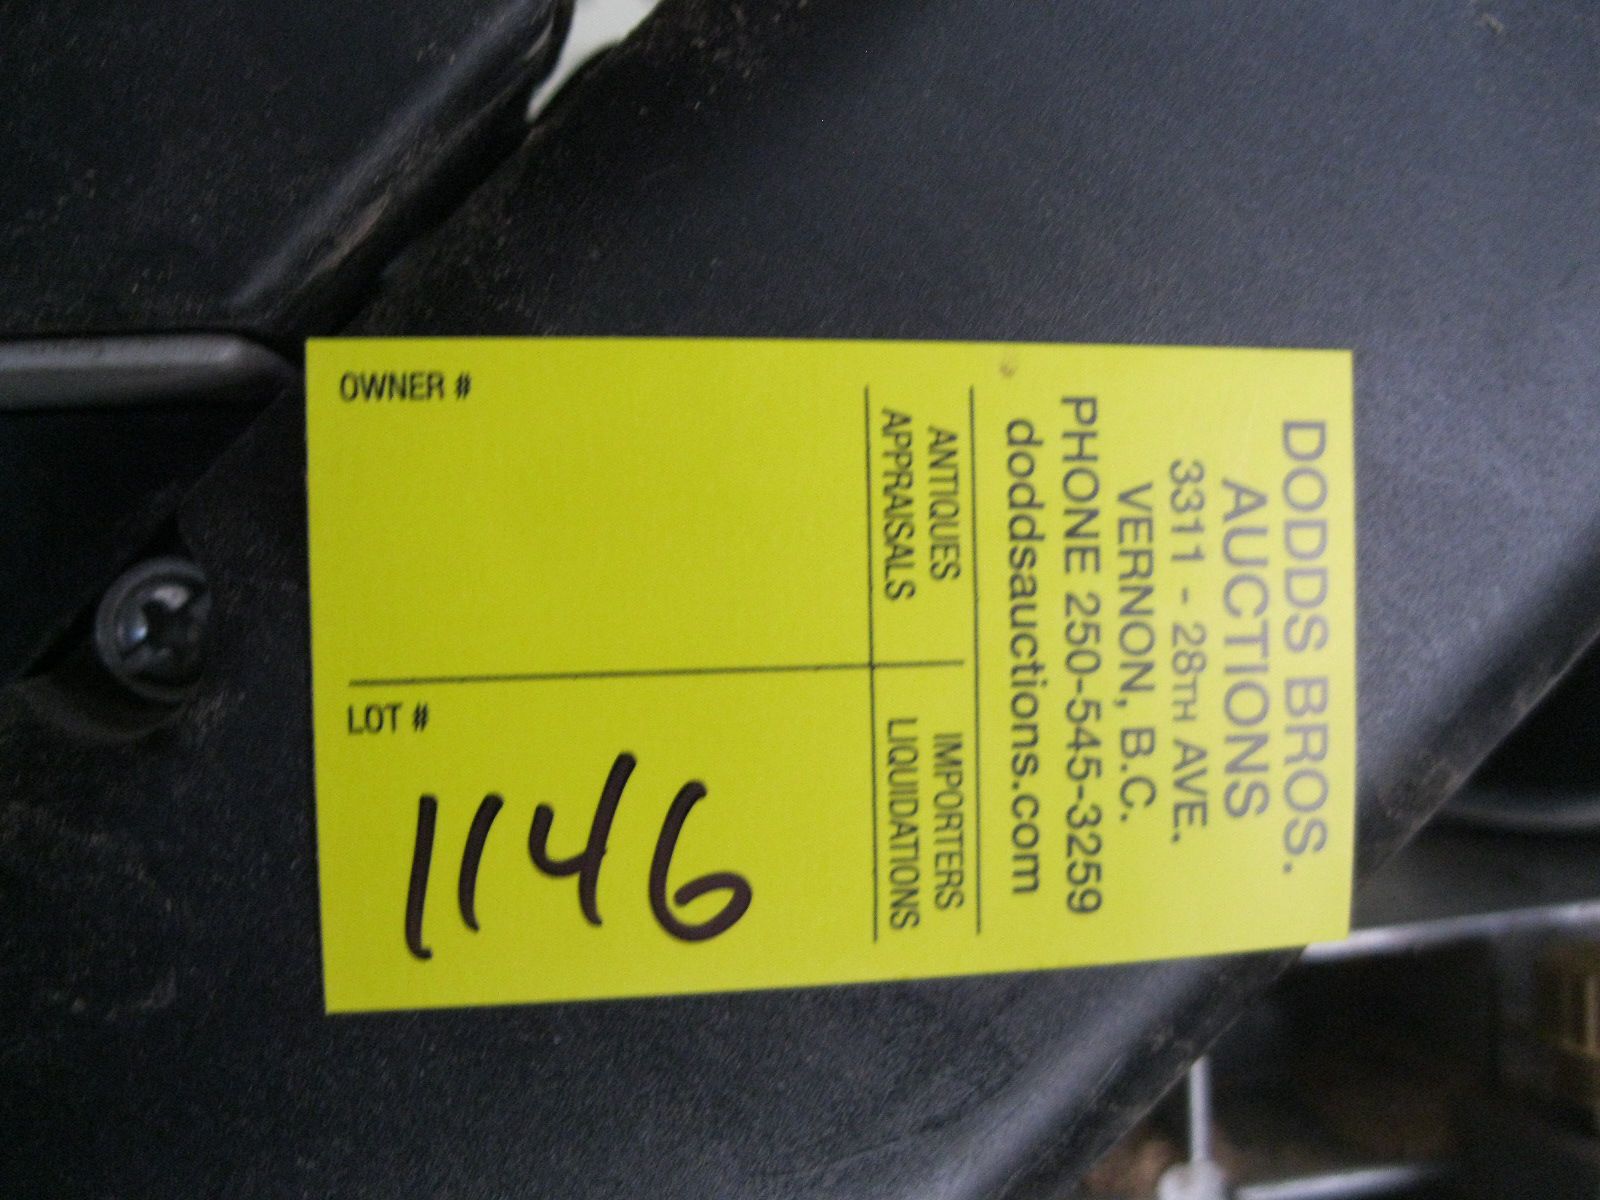 DODDS BROS.
AUCTIONS
3311 - 28TH AVE.
VERNON, B.C.
PHONE 250-545-3259
doddsauctions.com
ANTIQUES IMPORTERS
APPRAISALS LIQUIDATIONS
OWNER #
LOT #
1146